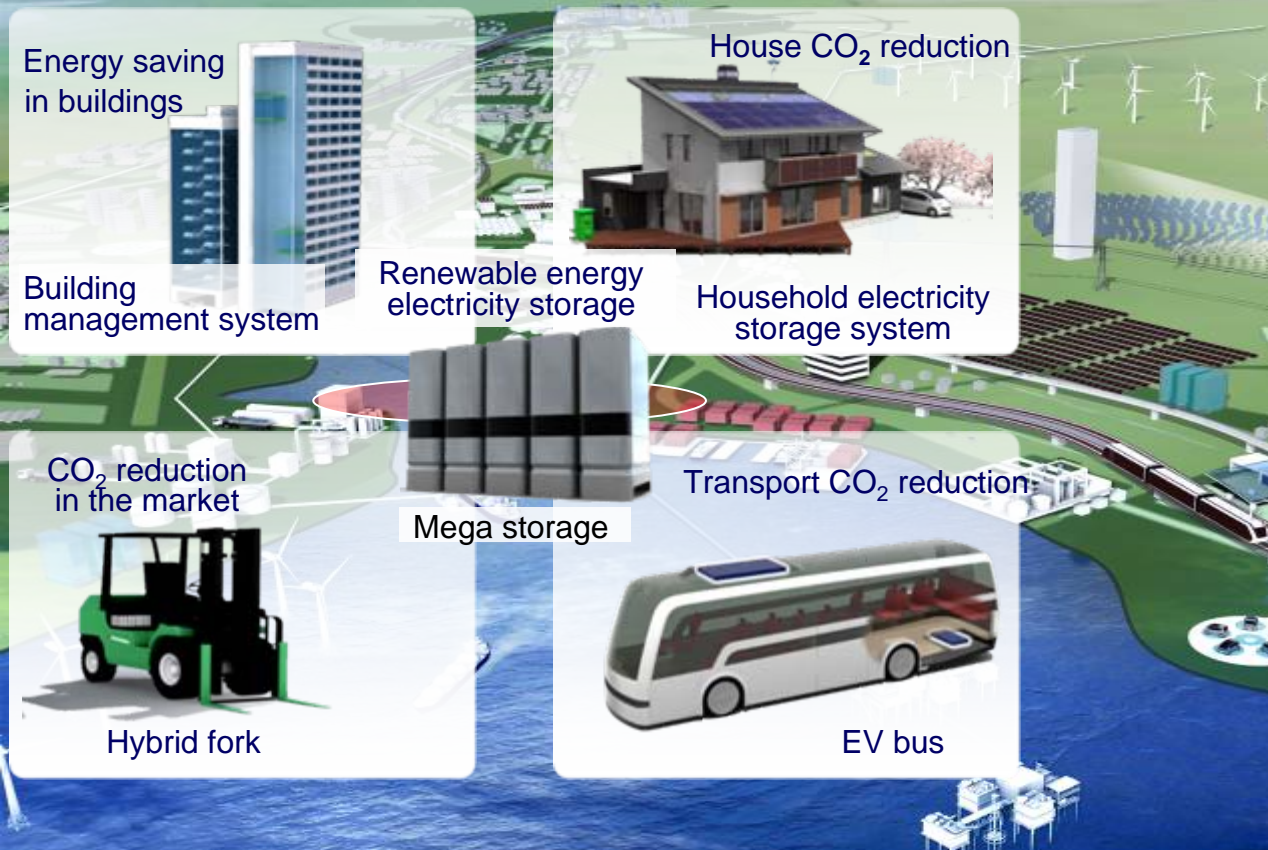 Energy saving
in buildings
Building
management system
House CO₂ reduction
Household electricity
storage system
Renewable energy
electricity storage
Mega storage
CO₂ reduction
in the market
Hybrid fork
Transport CO₂ reduction
EV bus